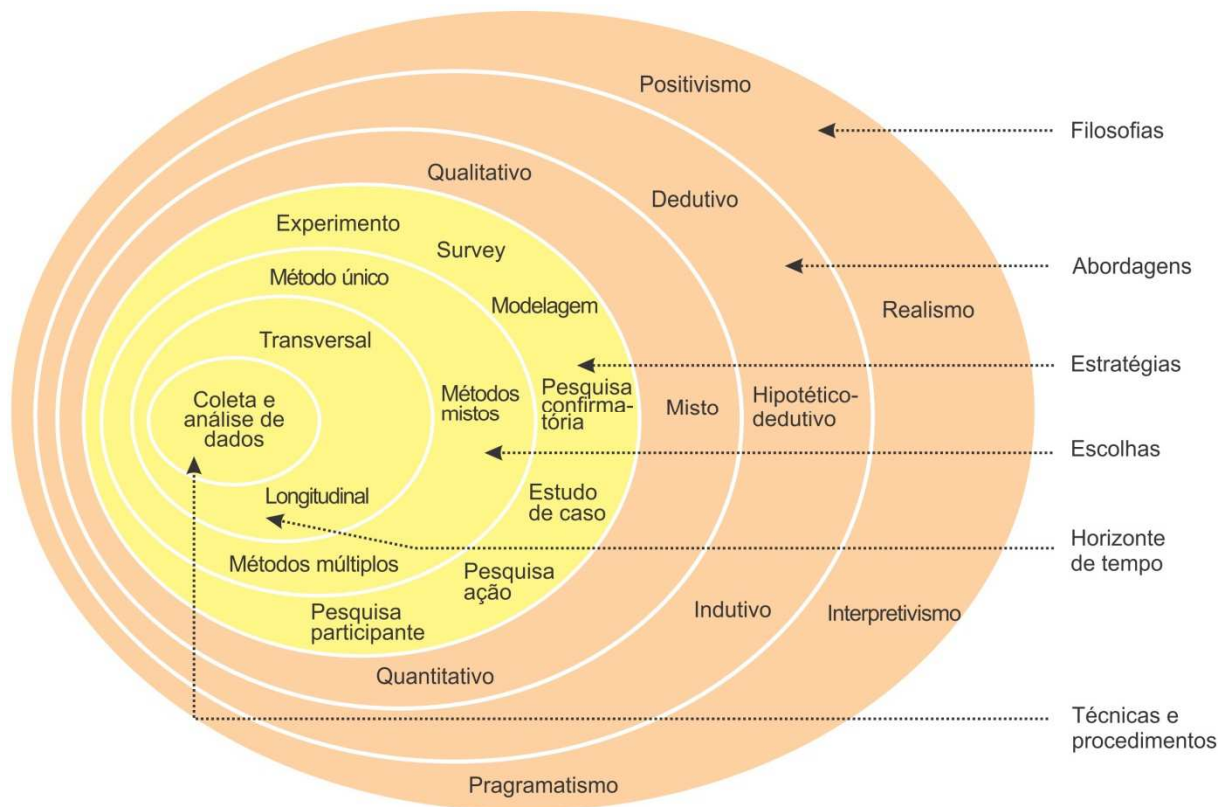 Positivismo
Filosofias
Qualitativo
Dedutivo
Experimento
Survey
Abordagens
Método único
Modelagem
Realismo
Transversal
Estratégias
Coleta e
análise de
dados
Métodos
mistos
Pesquisa
confirma-
tória
Misto
Hipotético-
dedutivo
Escolhas
Longitudinal
Estudo
de caso
Horizonte
de tempo
Métodos múltiplos
Pesquisa
ação
Pesquisa
participante
Indutivo
Interpretivismo
Quantitativo
Técnicas e
procedimentos
Pragramatismo